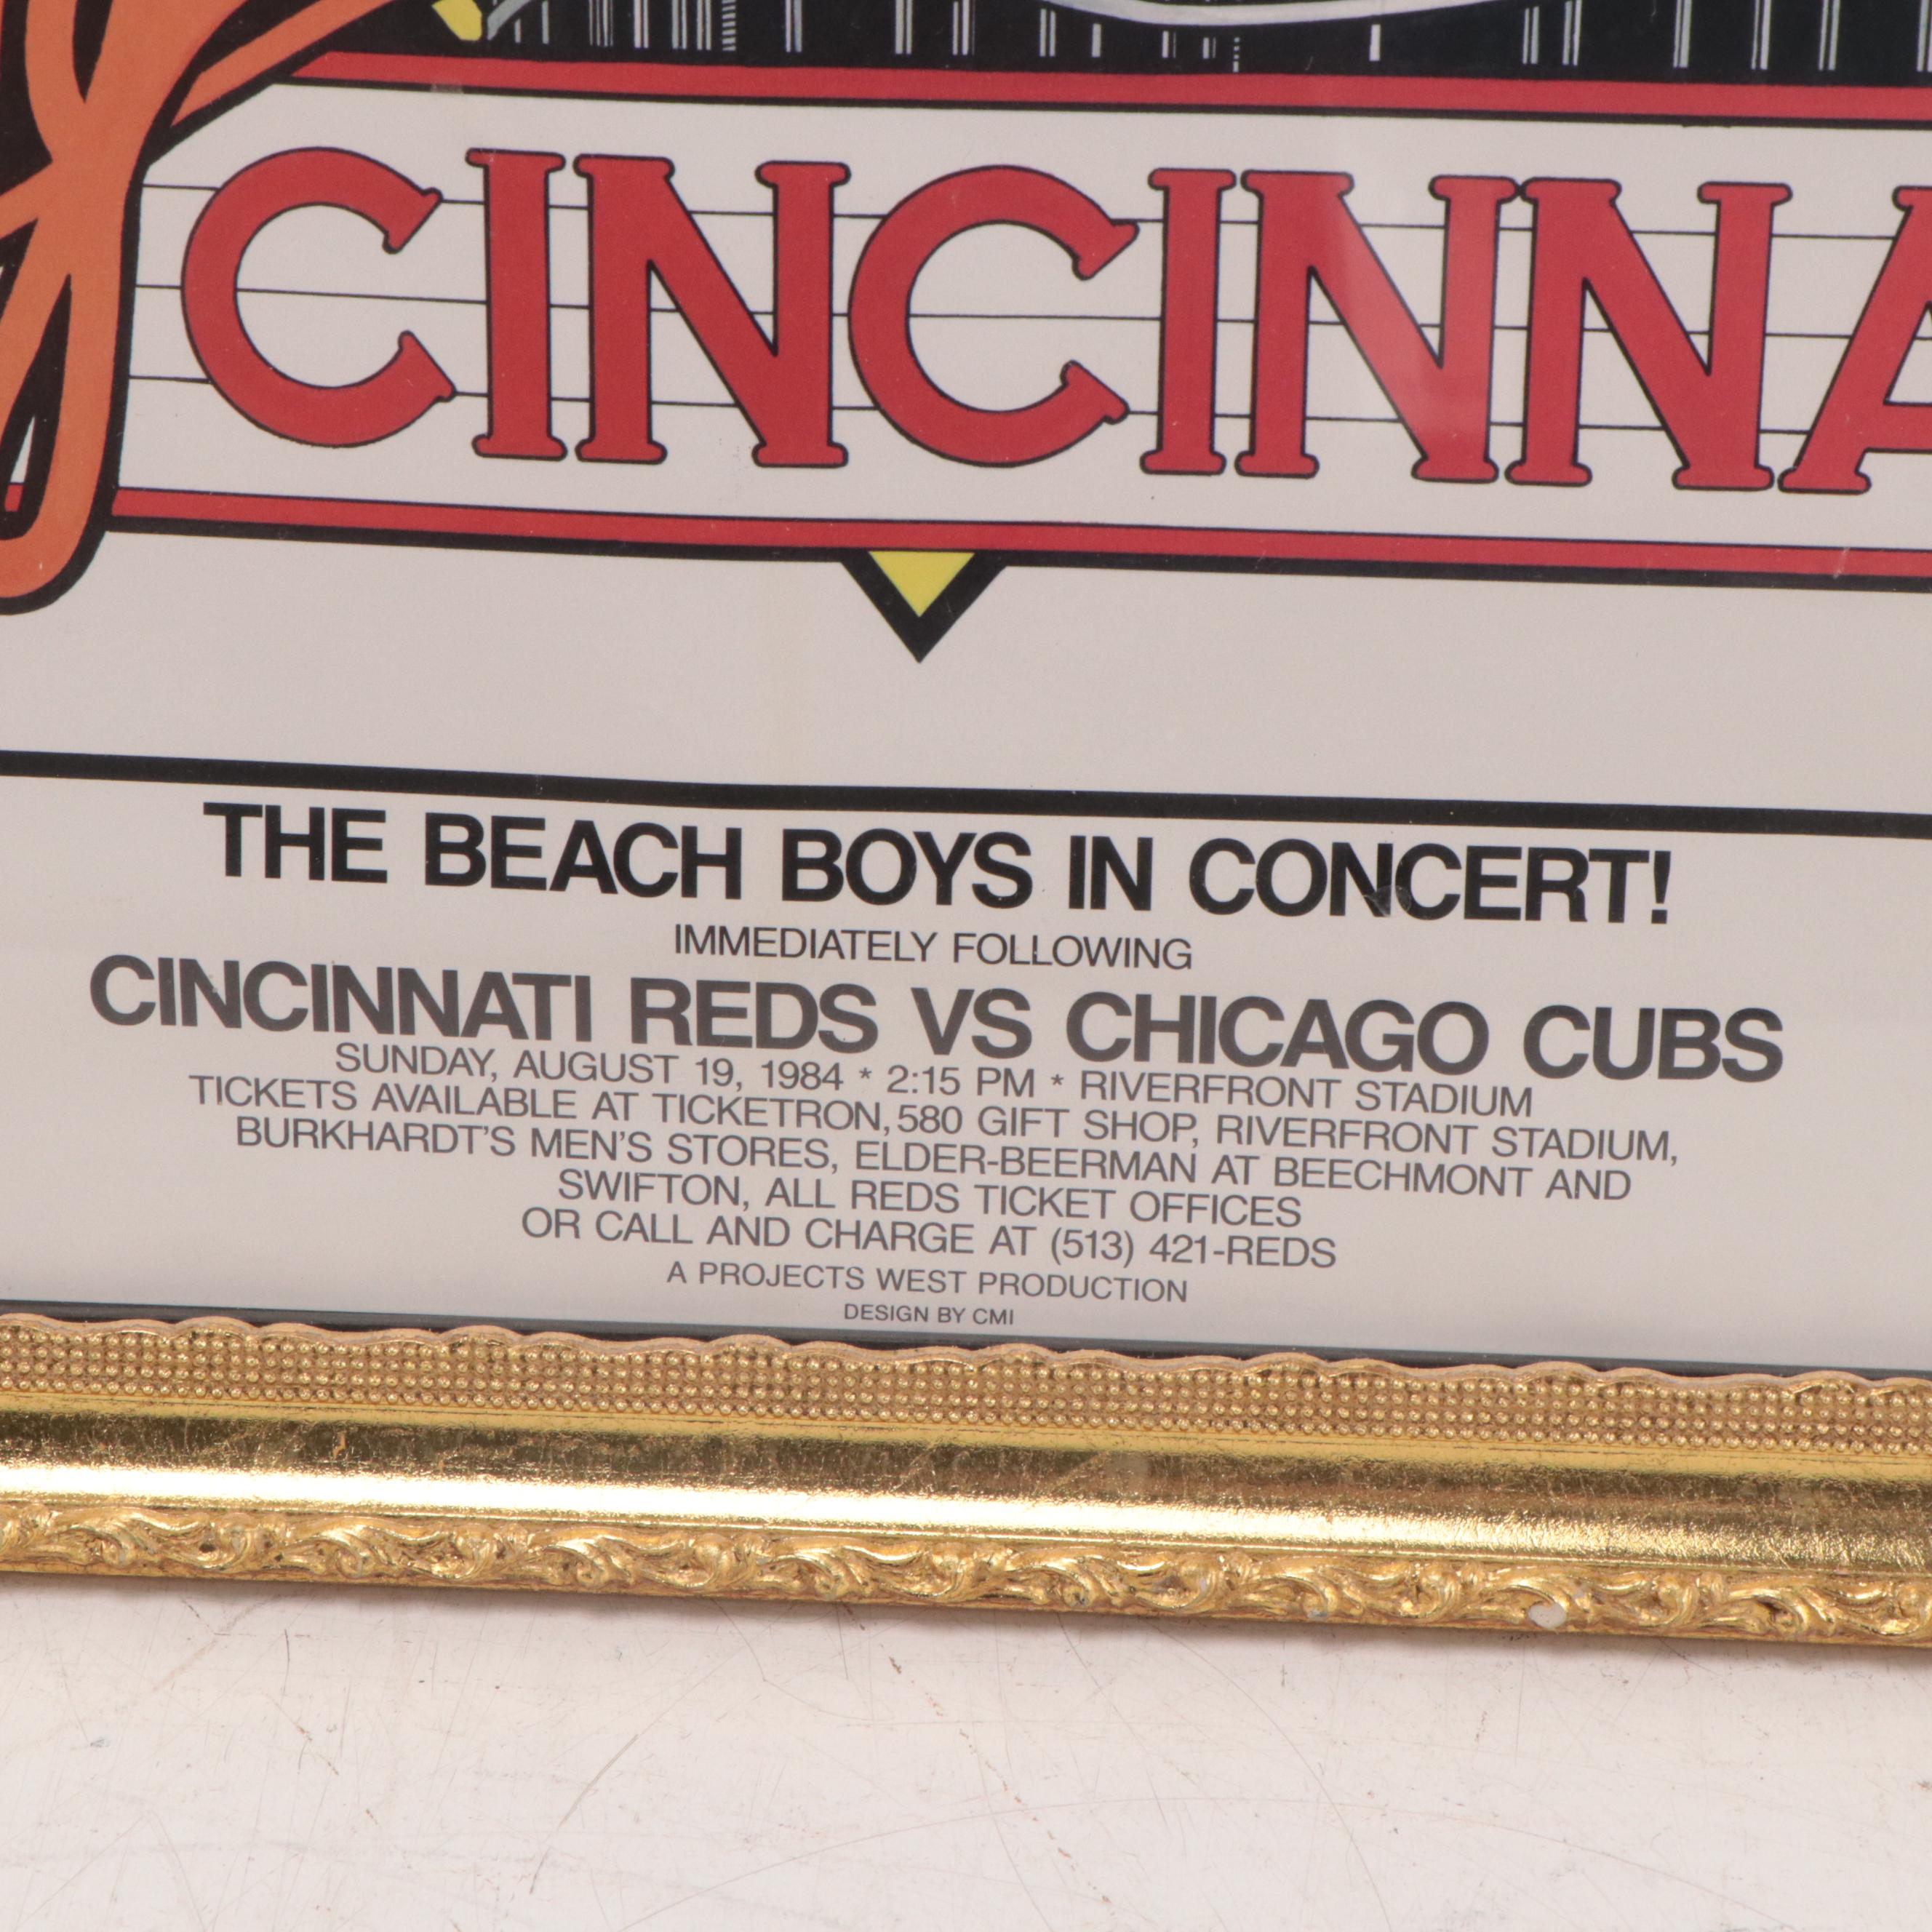 CINCINNA
THE BEACH BOYS IN CONCERT!
IMMEDIATELY FOLLOWING
CINCINNATI REDS VS CHICAGO CUBS
SUNDAY, AUGUST 19, 1984 * 2:15 PM * RIVERFRONT STADIUM
TICKETS AVAILABLE AT TICKETRON, 580 GIFT SHOP, RIVERFRONT STADIUM,
BURKHARDT'S MEN'S STORES, ELDER-BEERMAN AT BEECHMONT AND
SWIFTON, ALL REDS TICKET OFFICES
OR CALL AND CHARGE AT (513) 421-REDS
A PROJECTS WEST PRODUCTION
DESIGN BY CMI